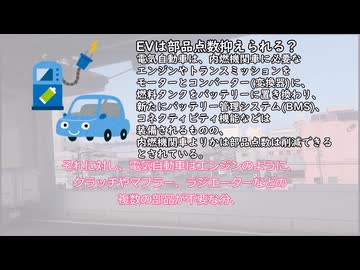 EVは部品点数抑えられる？
電気自動車は、内燃機関車に必要な
エンジンやトランスミッションを
モーターとコンバーター(変換器)に、
燃料タンクをバッテリーに置き換わり、
新たにバッテリー管理システム(BMS)、
コネクティビティ機能などは
装備されるものの、
内燃機関車よりかは部品点数は削減できる
とされている。
それに対し、電気自動車はエンジンのように、
クラッチやマフラー、ラジエーターなどの
複数の部品が不要な分、